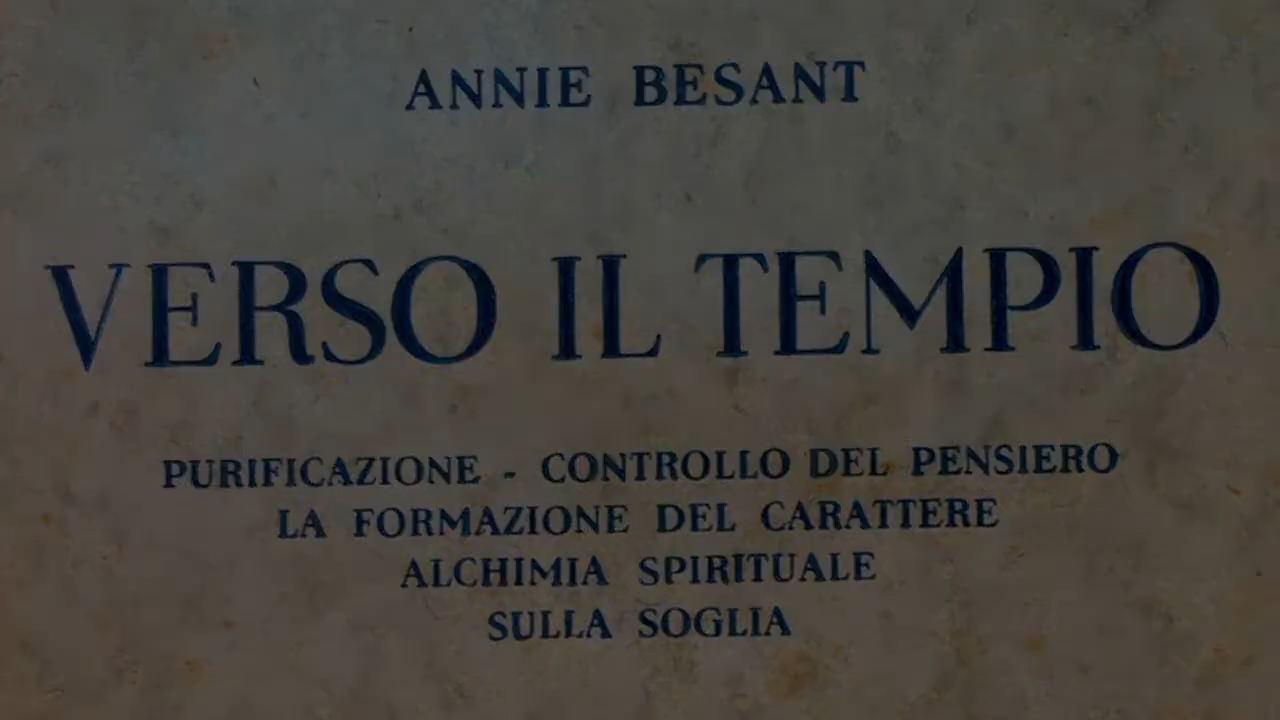 ANNIE BESANT
VERSO IL TEMPIO
PURIFICAZIONE - CONTROLLO DEL PENSIERO
LA FORMAZIONE DEL CARATTERE
ALCHIMIA SPIRITUALE
SULLA SOGLIA